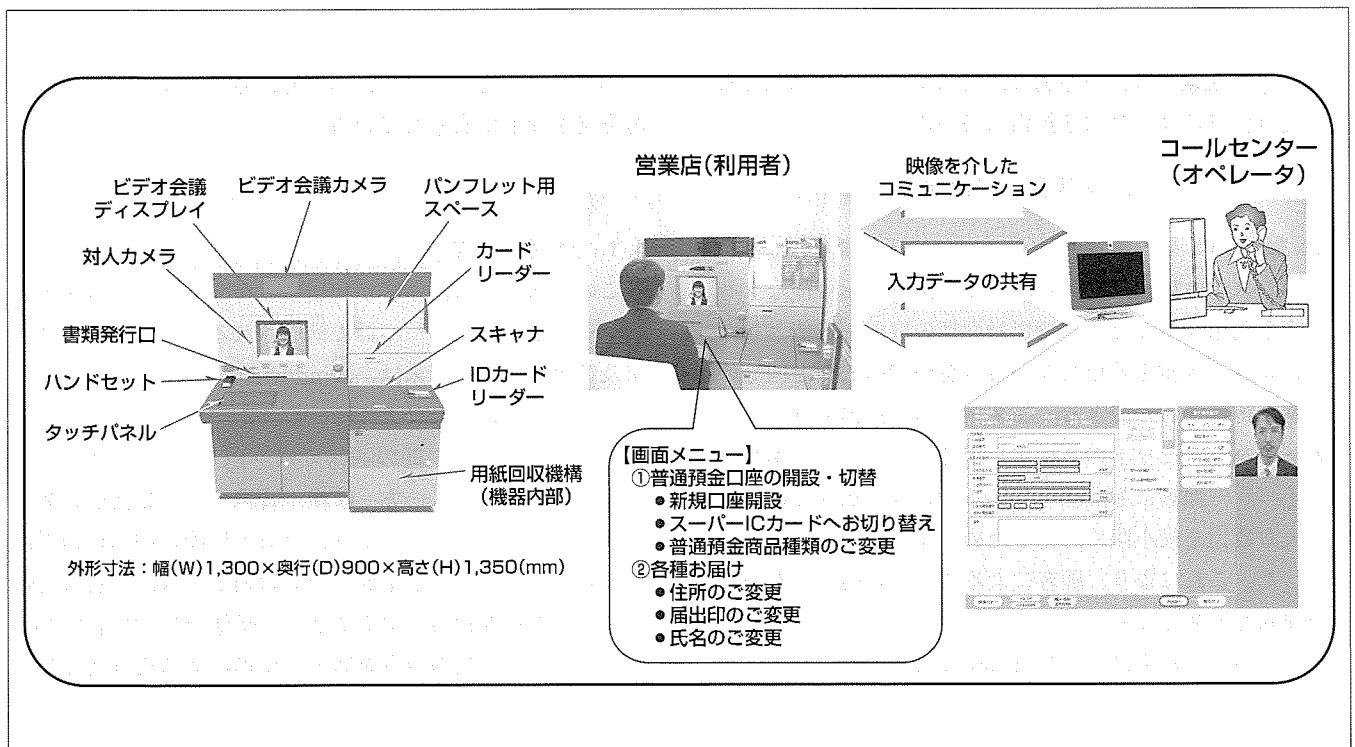 ビデオ会議
ディスプレイ
ビデオ会議カメラ
パンフレット用
スペース
対人カメラ
カード
リーダー
書類発行口
スキャナ
ハンドセット
IDカード
リーダー
タッチパネル
用紙回収機構
(機器内部)
外形寸法：幅(W)1,300×奥行(D)900×高さ(H)1,350(mm)
営業店(利用者)
映像を介した
コミュニケーション
入力データの共有
コールセンター
(オペレータ)
【画面メニュー】
①普通預金口座の開設・切替
●新規口座開設
●スーパーICカードへお切り替え
●普通預金商品種類のご変更
②各種お届け
●住所のご変更
●届出印のご変更
●氏名のご変更